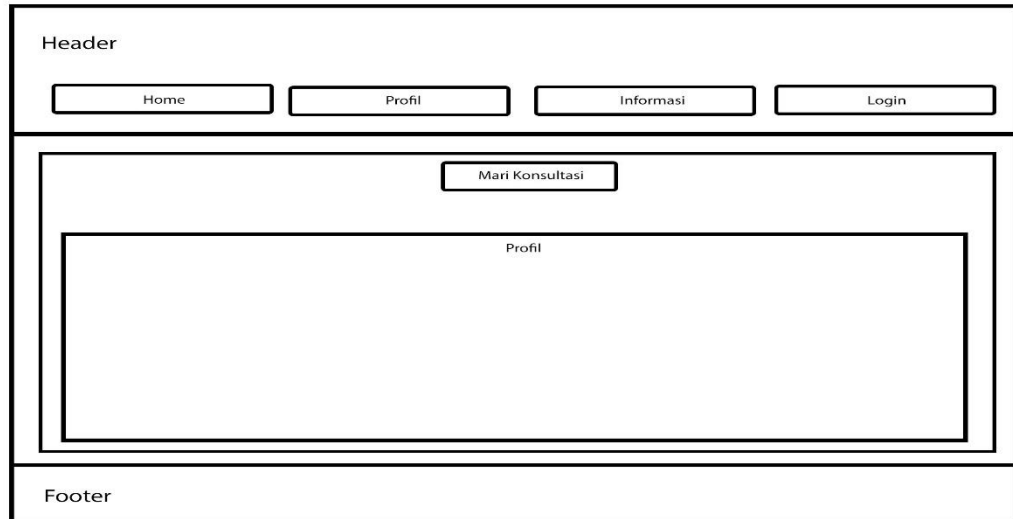 Header
Home
Profil
Informasi
Login
Mari Konsultasi
Profil
Footer